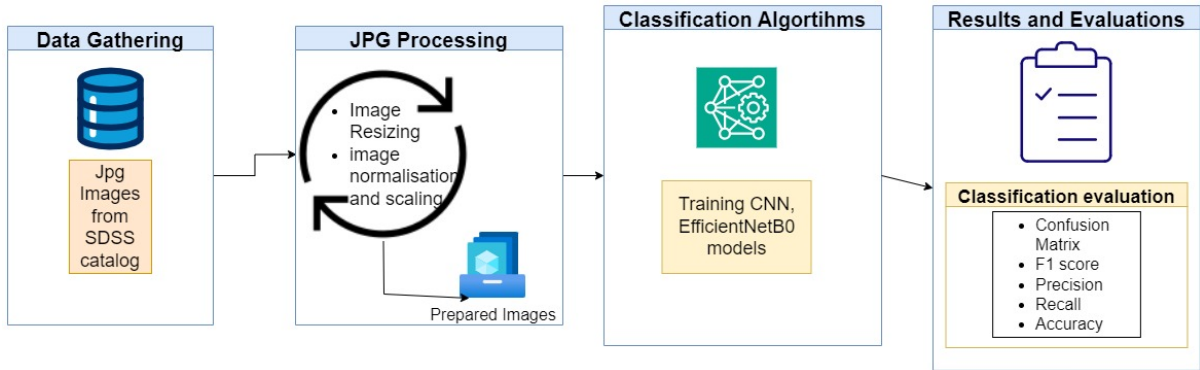 Data Gathering
Jpg
Images
from
SDSS
catalog
JPG Processing
• Image
Resizing
• image
normalisation
and scaling
Prepared Images
Classification Algortihms
Training CNN,
EfficientNetB0
models
Results and Evaluations
Classification evaluation
• Confusion
Matrix
• F1 score
• Precision
• Recall
• Accuracy